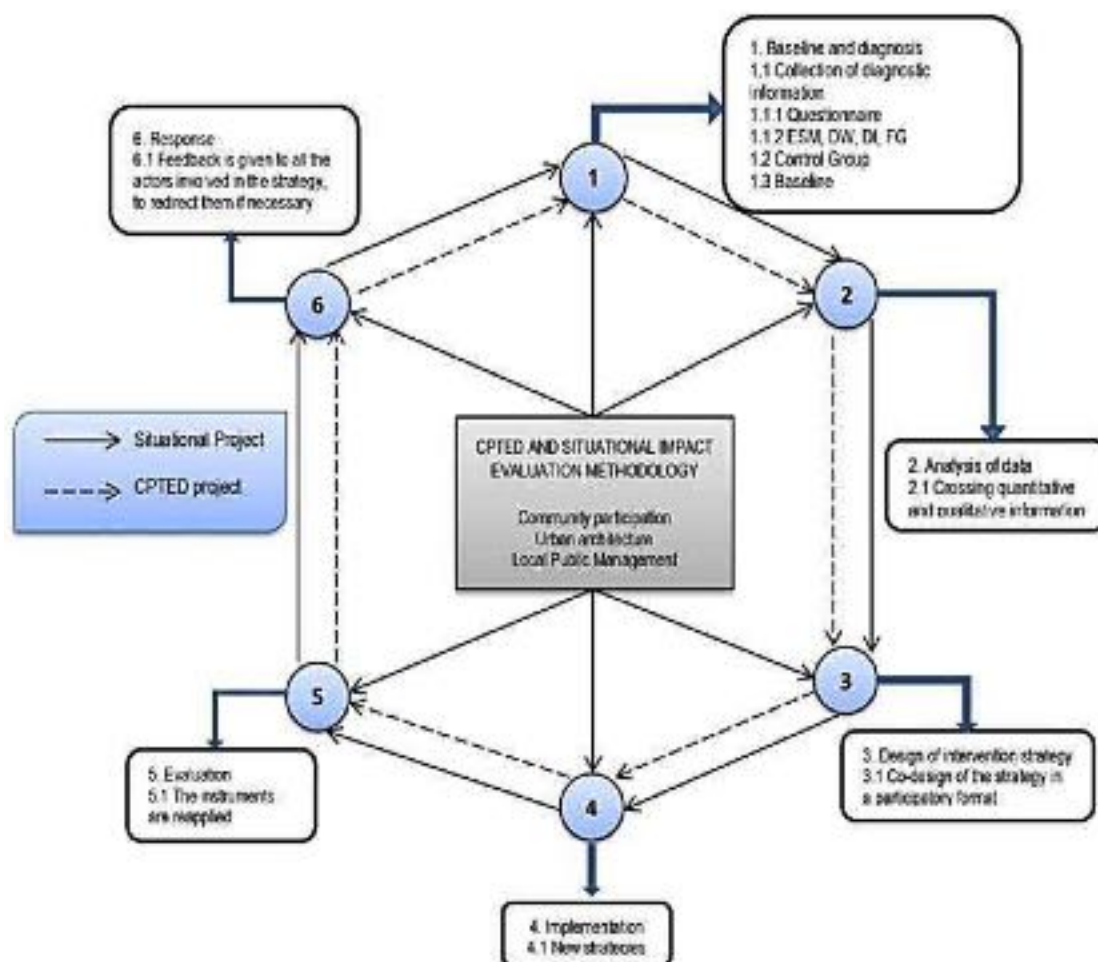 1. Baseline and diagnosis
1.1 Collection of diagnostic
information
1.1.1 Questionnaire
1.1.2 ESM, DW, DI, FG
1.2 Control Group
1.3 Baseline
6. Response
6.1 Feedback is given to all the
actors involved in the strategy,
to redirect them if necessary
1
2
6
Situational Project
CPTED project
CPTED AND SITUATIONAL IMPACT
EVALUATION METHODOLOGY
Community participation
Urban architecture
Local Public Management
2. Analysis of data
2.1 Crossing quantitative
and qualitative information
3
5
3. Design of intervention strategy
3.1 Co-design of the strategy in
a participatory format
5. Evaluation
5.1 The instruments
are reapplied
4
4. Implementation
4.1 New strategies